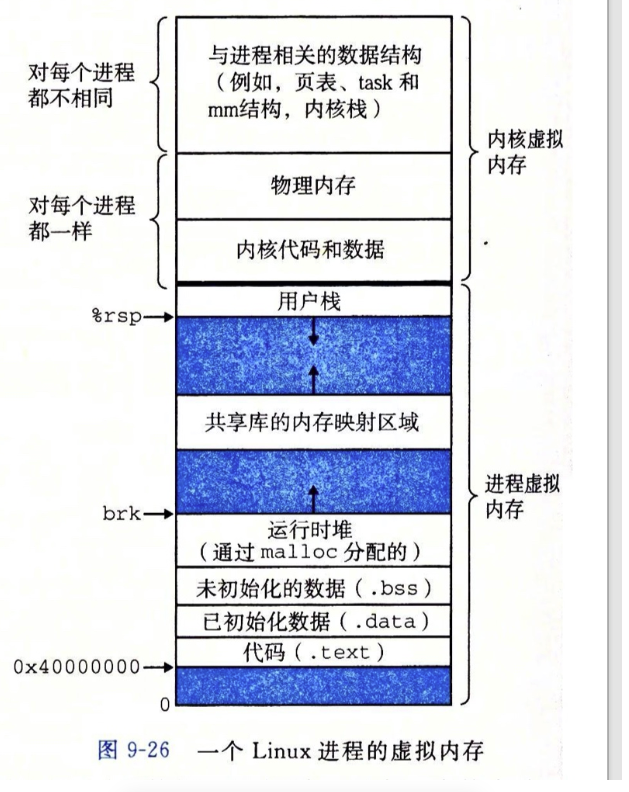 与进程相关的数据结构
（例如，页表、task 和
mm结构，内核栈）
对每个进程
都不相同
内核虚拟
内存
物理内存
对每个进程
都一样
内核代码和数据
用户栈
%rsp
共享库的内存映射区域
进程虚拟
内存
brk
运行时堆
（通过 malloc 分配的）
未初始化的数据（.bss）
已初始化数据（.data）
代码（.text）
0x40000000
0
图 9-26 一个 Linux 进程的虚拟内存